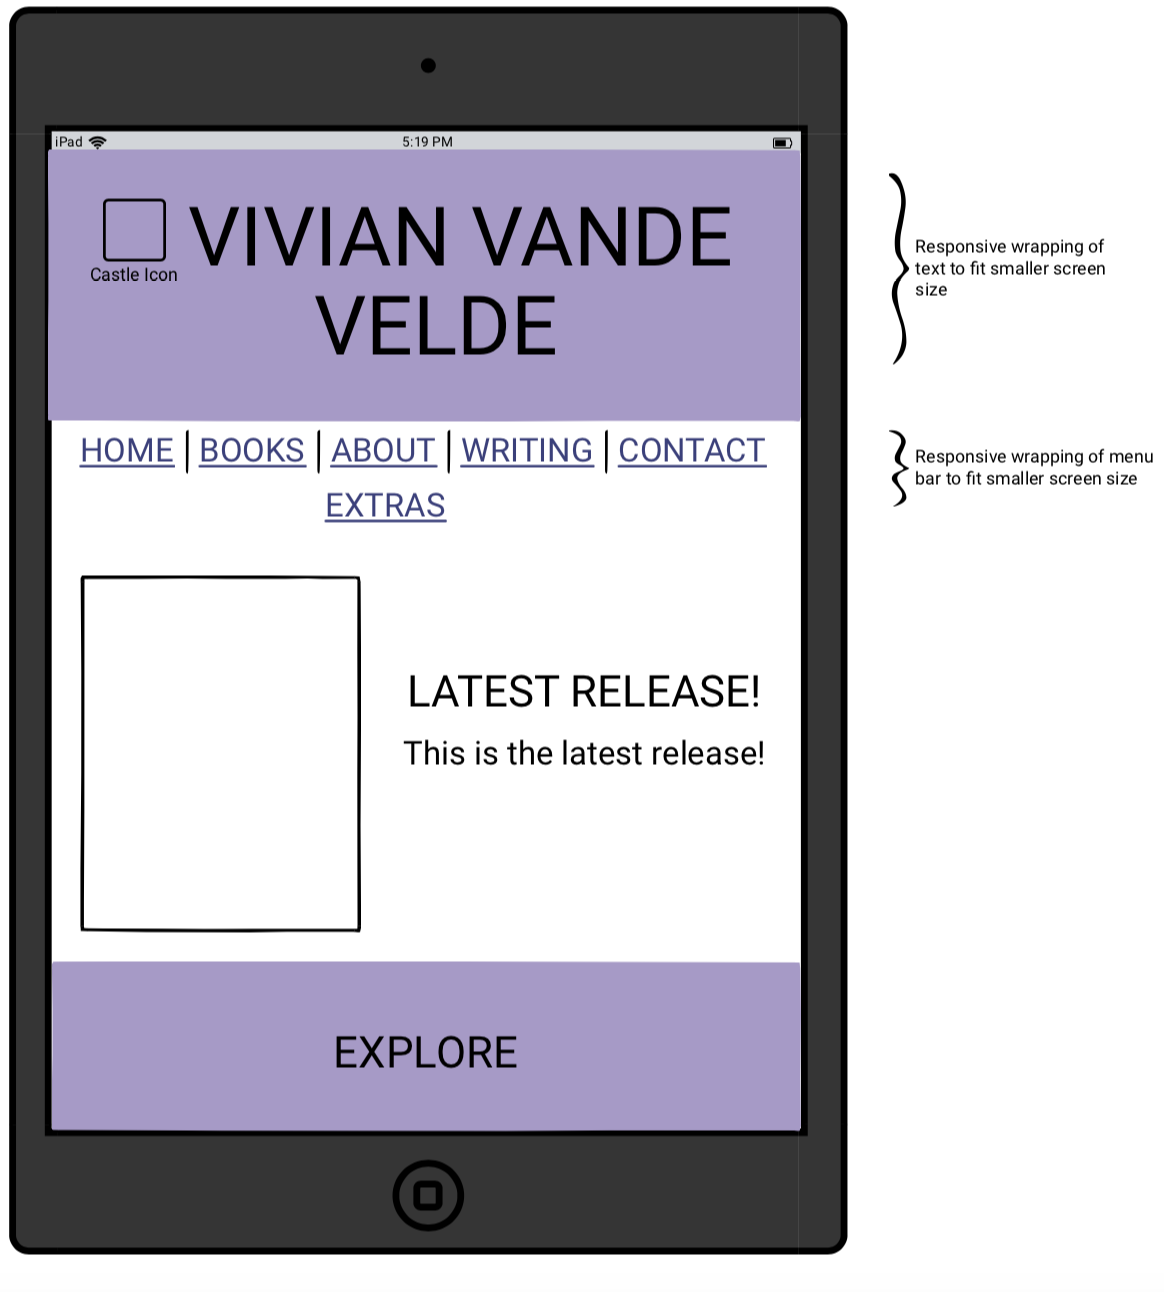 iPad 5:19 PM
VIVIAN VANDE
Castle Icon
VELDE
HOME | BOOKS | ABOUT | WRITING | CONTACT
EXTRAS
LATEST RELEASE!
This is the latest release!
EXPLORE
Responsive wrapping of
text to fit smaller screen
size
Responsive wrapping of menu
bar to fit smaller screen size